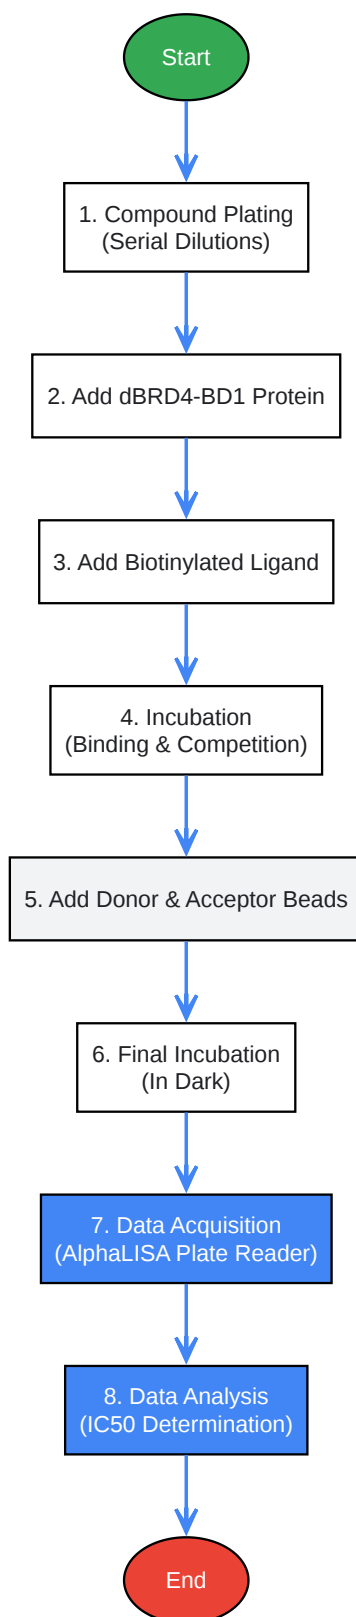 Start
1. Compound Plating
(Serial Dilutions)
2. Add dBRD4-BD1 Protein
3. Add Biotinylated Ligand
4. Incubation
(Binding & Competition)
5. Add Donor & Acceptor Beads
6. Final Incubation
(In Dark)
7. Data Acquisition
(AlphaLISA Plate Reader)
8. Data Analysis
(IC50 Determination)
End